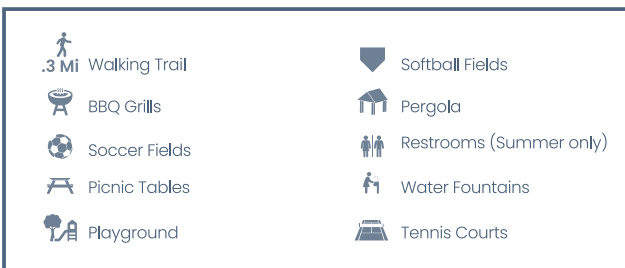 .3 Mi Walking Trail
BBQ Grills
Soccer Fields
Picnic Tables
Playground
Softball Fields
Pergola
Restrooms (Summer only)
Water Fountains
Tennis Courts